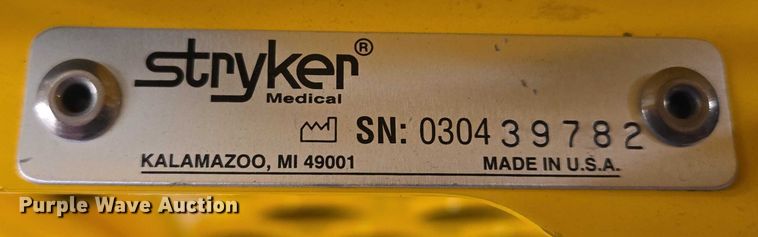 stryker®
Medical
SN: 030439782
KALAMAZOO, MI 49001 MADE IN U.S.A.
Purple Wave Auction